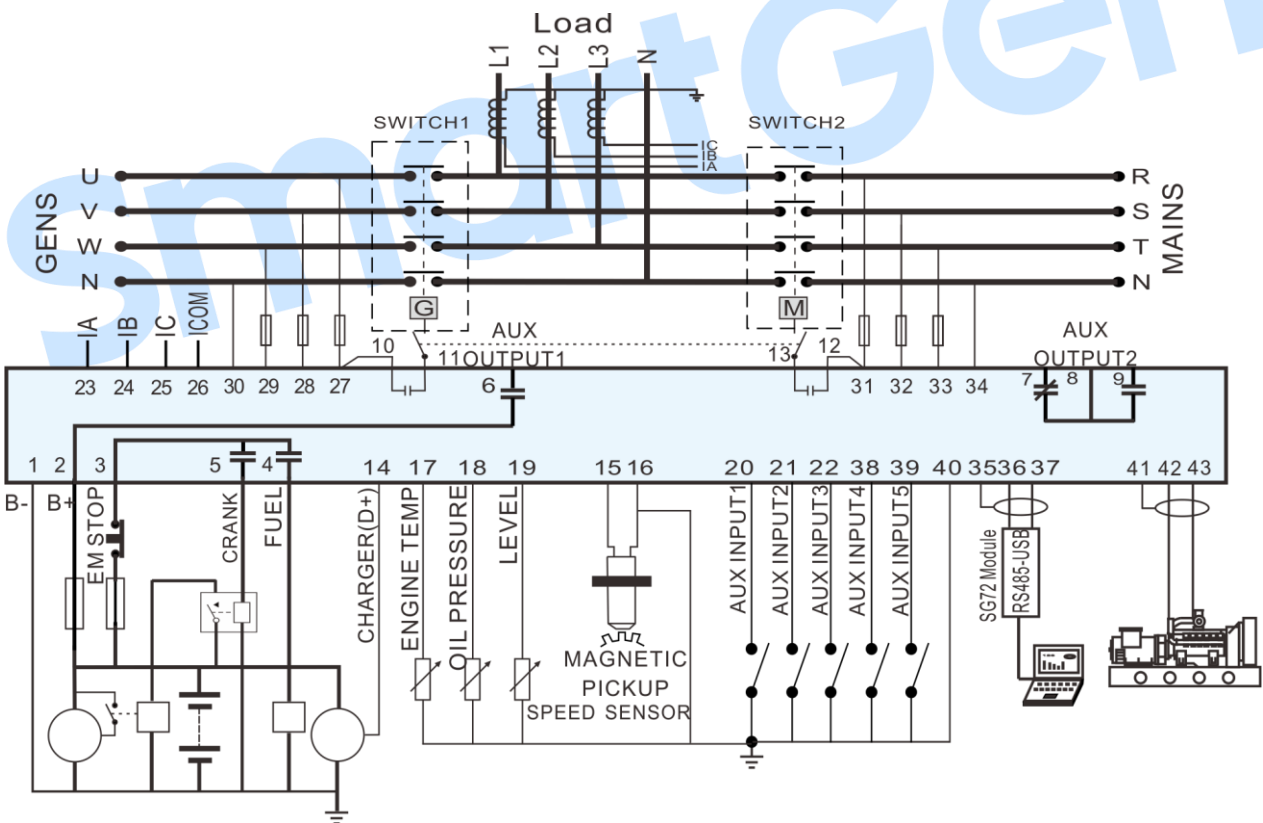 smartGen
Load
L1
L2
L3
N
SWITCH1
SWITCH2
IC
IB
IA
GENS
U
V
W
N
R
S
T
N
MAINS
G
M
IA
IB
IC
ICOM
10
11
AUX
OUTPUT1
13
12
AUX
OUTPUT2
23
24
25
26
30
29
28
27
6
31
32
33
34
7
8
9
1
2
3
5
4
14
17
18
19
15
16
20
21
22
38
39
40
35
36
37
41
42
43
B-
B+
EM STOP
CRANK
FUEL
CHARGER(D+)
ENGINE TEMP
OIL PRESSURE
LEVEL
MAGNETIC
PICKUP
SPEED SENSOR
AUX INPUT1
AUX INPUT2
AUX INPUT3
AUX INPUT4
AUX INPUT5
SG72 Module
RS485-USB